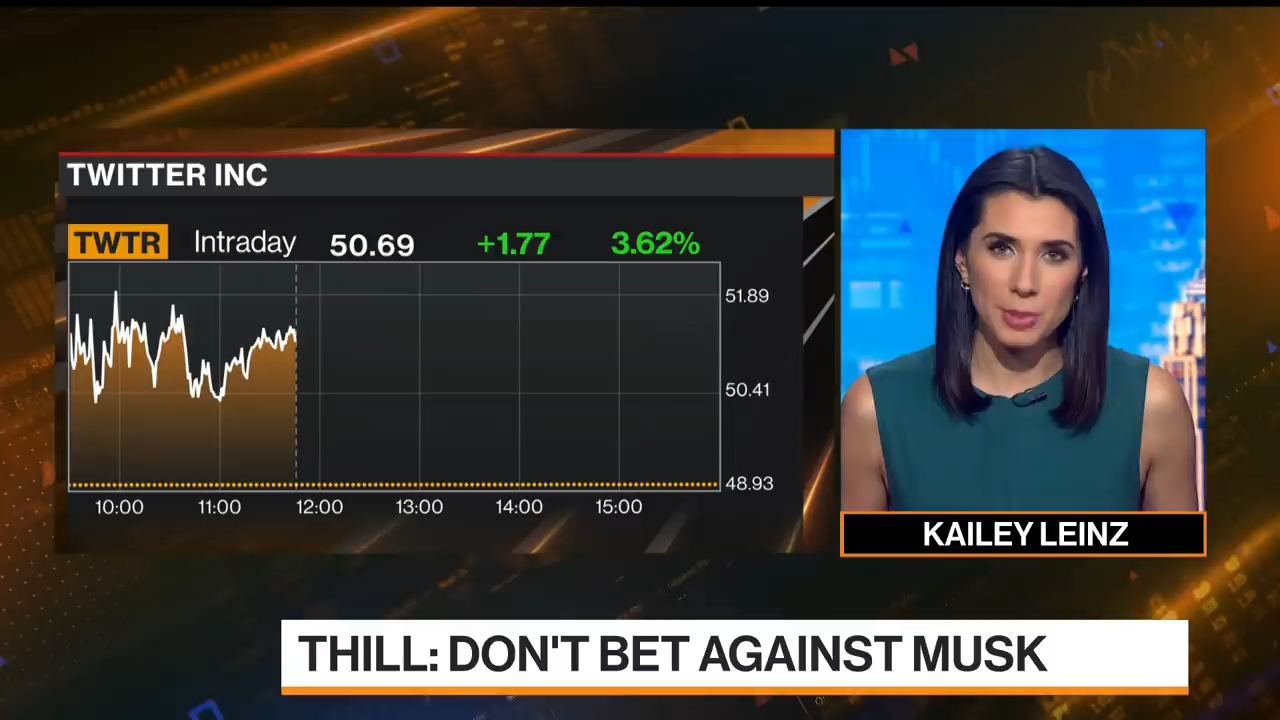 TWITTER INC
TWTR Intraday 50.69 +1.77 3.62%
51.89
50.41
48.93
10:00 11:00 12:00 13:00 14:00 15:00
KAILEY LEINZ
THILL: DON'T BET AGAINST MUSK